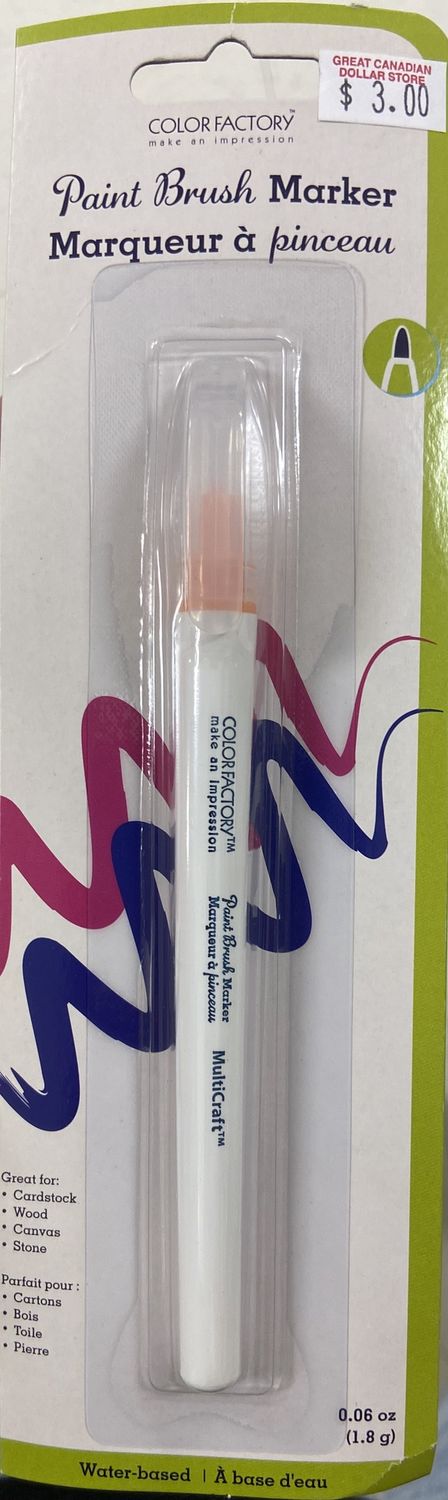 GREAT CANADIAN
DOLLAR STORE
$ 3.00
COLOR FACTORY™
make an impression
Paint Brush Marker
Marqueur à pinceau
COLOR FACTORY™
make an impression
Paint Brush Marker
Marqueur à pinceau
MultiCraft™
Great for:
• Cardstock
• Wood
• Canvas
• Stone
Parfait pour :
• Cartons
• Bois
• Toile
• Pierre
0.06 oz
(1.8 g)
Water-based | À base d'eau